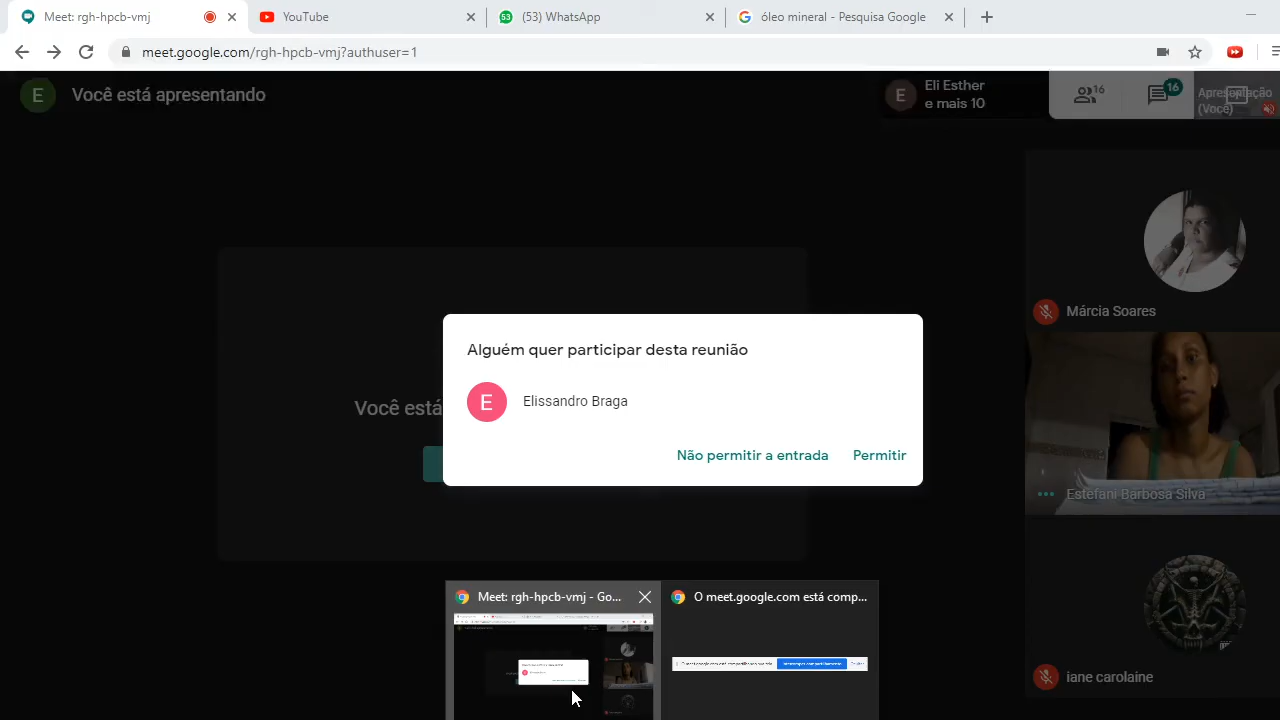 Meet: rgh-hpcb-vmj
YouTube
53
(53) WhatsApp
óleo mineral - Pesquisa Google
meet.google.com/rgh-hpcb-vmj?authuser=1
E
Você está apresentando
E
Eli Esther
e mais 10
16
16
Apresentação
(Você)
Márcia Soares
Alguém quer participar desta reunião
E
Elissandro Braga
Você está
Não permitir a entrada
Permitir
Estefani Barbosa Silva
Meet: rgh-hpcb-vmj - Go...
O meet.google.com está comp...
iane carolaine